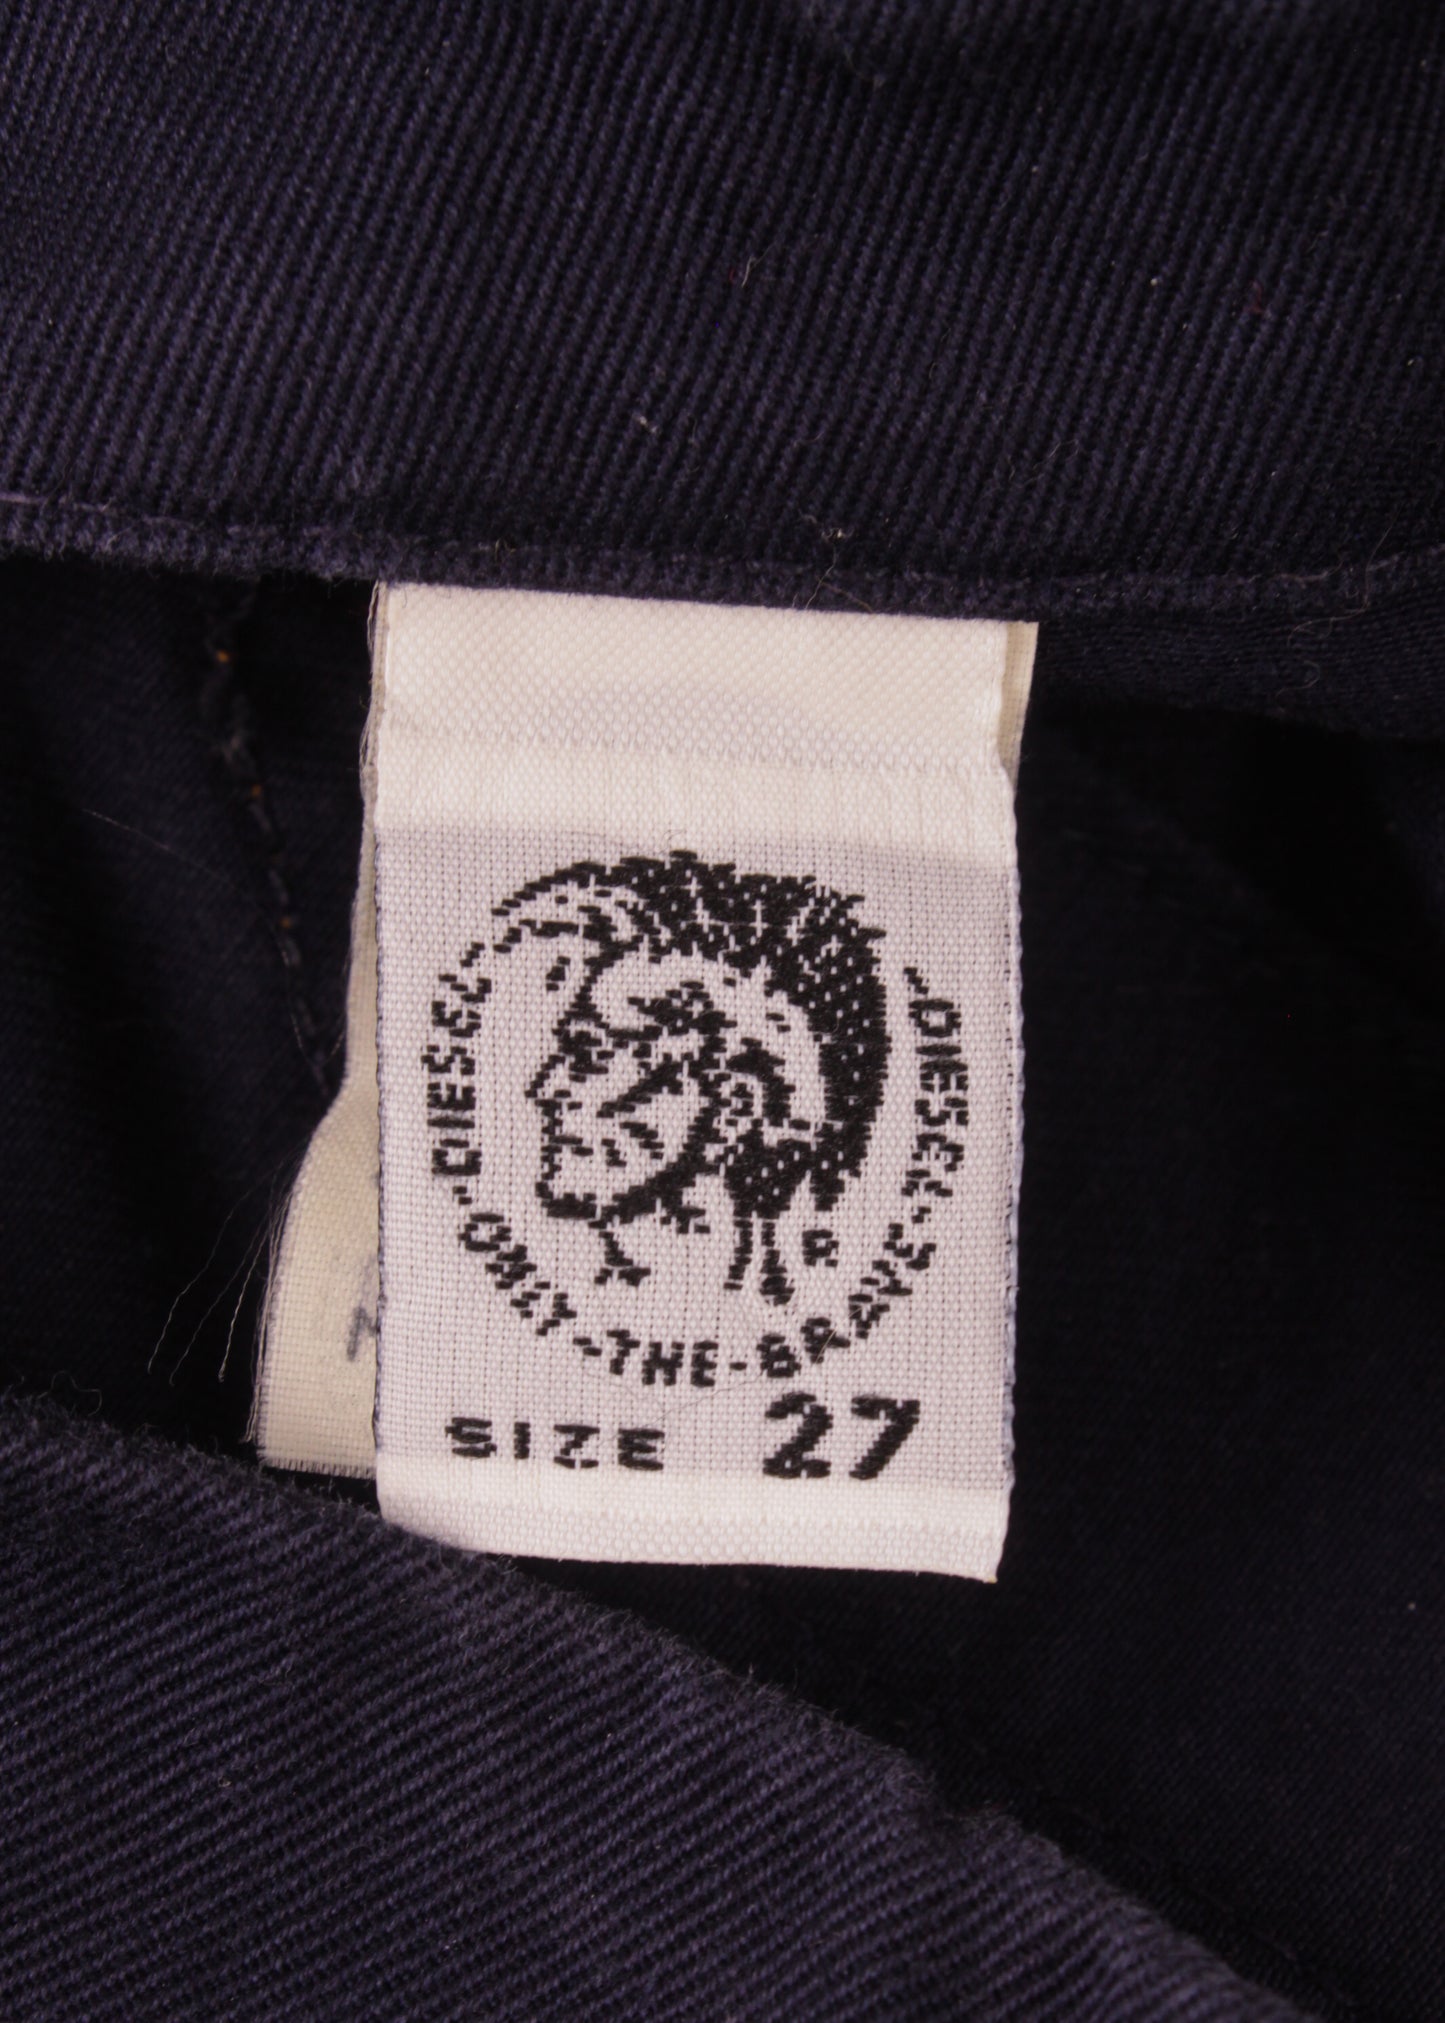 "DIESEL"-ONLY-THE-BRAVE-"DIESEL"
R
SIZE 27